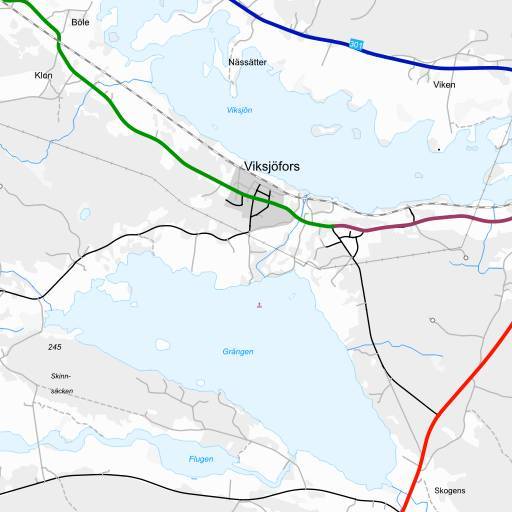 Böle
301
Nässätter
Klon
Viken
Viksjön
Viksjöfors
245
Grängen
Skinn-
säcken
Flugen
Skogens